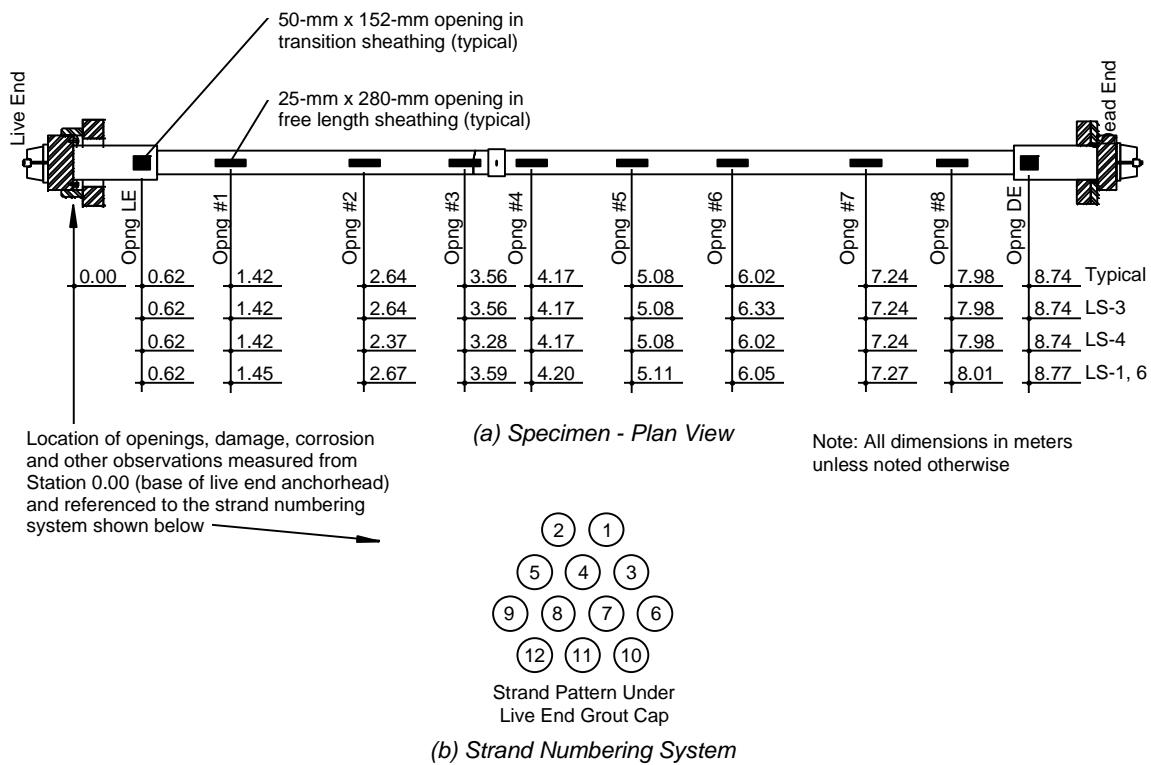 50-mm x 152-mm opening in
transition sheathing (typical)
25-mm x 280-mm opening in
free length sheathing (typical)
Live End
Dead End
Opng LE
Opng #1
Opng #2
Opng #3
Opng #4
Opng #5
Opng #6
Opng #7
Opng #8
Opng DE
0.00 0.62 1.42 2.64 3.56 4.17 5.08 6.02 7.24 7.98 8.74 Typical
0.62 1.42 2.64 3.56 4.17 5.08 6.33 7.24 7.98 8.74 LS-3
0.62 1.42 2.37 3.28 4.17 5.08 6.02 7.24 7.98 8.74 LS-4
0.62 1.45 2.67 3.59 4.20 5.11 6.05 7.27 8.01 8.77 LS-1, 6
(a) Specimen - Plan View
Note: All dimensions in meters
unless noted otherwise
Location of openings, damage, corrosion
and other observations measured from
Station 0.00 (base of live end anchorhead)
and referenced to the strand numbering
system shown below
2 1
5 4 3
9 8 7 6
12 11 10
Strand Pattern Under
Live End Grout Cap
(b) Strand Numbering System